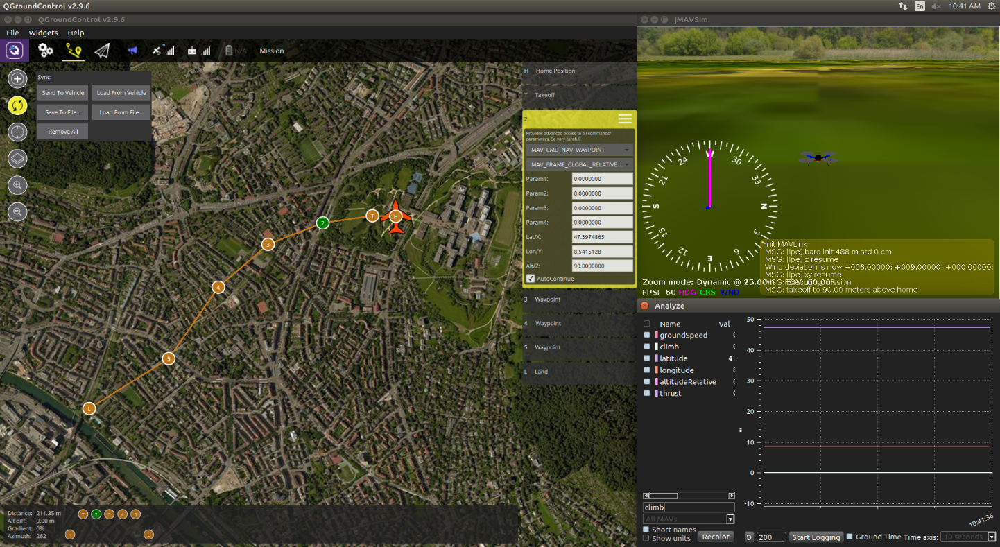 QGroundControl v2.9.6
En
10:41 AM
QGroundControl v2.9.6
File Widgets Help
0
N/A
Mission
Sync:
Send To Vehicle Load From Vehicle
Save To File... Load From File...
Remove All
H Home Position
T Takeoff
2
Provides advanced access to all commands/
parameters. Be very careful!
MAV_CMD_NAV_WAYPOINT
MAV_FRAME_GLOBAL_RELATIVE...
Param1: 0.0000000
Param2: 0.0000000
Param3: 0.0000000
Param4: 0.0000000
Lat/X: 47.3974865
Lon/Y: 8.5415128
Alt/Z: 90.0000000
AutoContinue
3 Waypoint
4 Waypoint
5 Waypoint
L Land
T H
2
3
4
5
L
Distance: 211.35 m
Alt diff: 0.00 m
Gradient: 0%
Azimuth: 262
T 2 3 4 5
H L
jMAVSim
W
24 30
21 33
S N
15 3
12 6
E
Init MAVLink
MSG: [lpe] baro init 488 m std 0 cm
MSG: [lpe] z resume
Wind deviation is now +006.00000; +009.00000; +000.00000;
MSG: [lpe] xy resume
Zoom mode: Dynamic @ 25.00m FOV: 60.00°
MSG: Executing mission
MSG: takeoff to 90.00 meters above home
FPS: 60 HDG CRS WND
Analyze
Name Val
groundSpeed
climb
latitude
longitude
altitudeRelative
thrust
50
40
30
20
10
0
-10
10:41:36
climb
All MAVs
Short names
Show units
Recolor
200
Start Logging
Ground Time
Time axis:
10 seconds